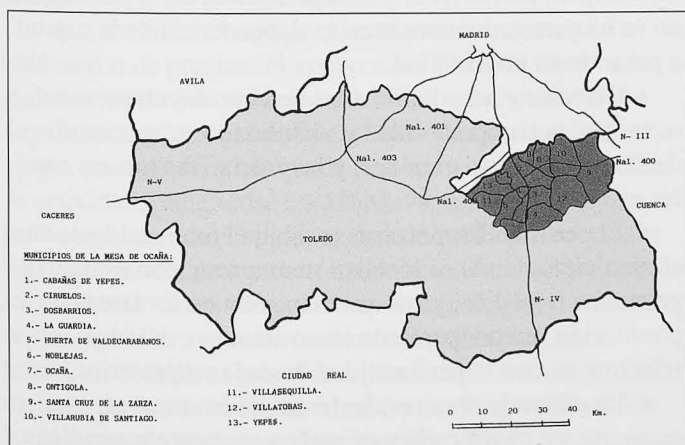 MADRID
AVILA
Nal. 401
N- III
Nal. 403
Nal. 400
N-V
Nal. 400
CACERES
CUENCA
TOLEDO
MUNICIPIOS DE LA MESA DE OCAÑA:
1.- CABAÑAS DE YEPES.
2.- CIRUELOS.
3.- DOSBARRIOS.
4.- LA GUARDIA.
5.- HUERTA DE VALDECARABANOS.
6.- NOBLEJAS.
7.- OCAÑA.
8.- ONTIGOLA.
9.- SANTA CRUZ DE LA ZARZA.
10.- VILLARUBIA DE SANTIAGO.
N- IV
CIUDAD REAL
11.- VILLASEQUILLA.
12.- VILLATOBAS.
13.- YEPES.
0 10 20 30 40
Km.